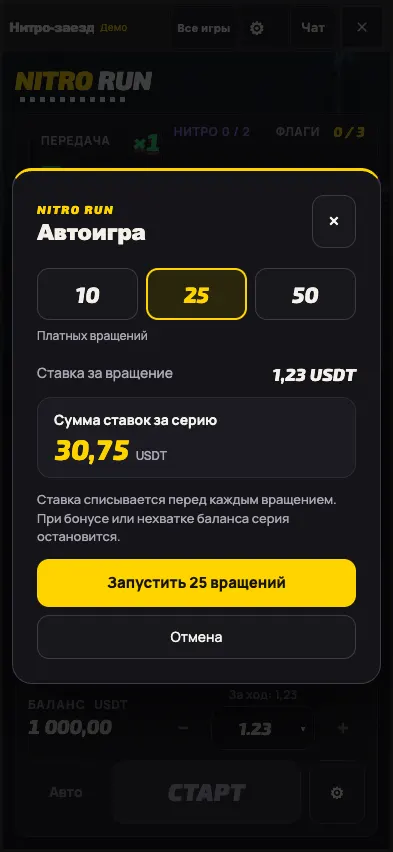 Нитро-заезд Демо Все игры Чат ×
NITRO RUN
ПЕРЕДАЧА ×1 НИТРО 0 / 2 ФЛАГИ 0 / 3
NITRO RUN
Автоигра
×
10 25 50
Платных вращений
Ставка за вращение 1,23 USDT
Сумма ставок за серию
30,75 USDT
Ставка списывается перед каждым вращением.
При бонусе или нехватке баланса серия
остановится.
Запустить 25 вращений
Отмена
БАЛАНС USDT За ход: 1,23
1 000,00 − 1.23 +
Авто СТАРТ